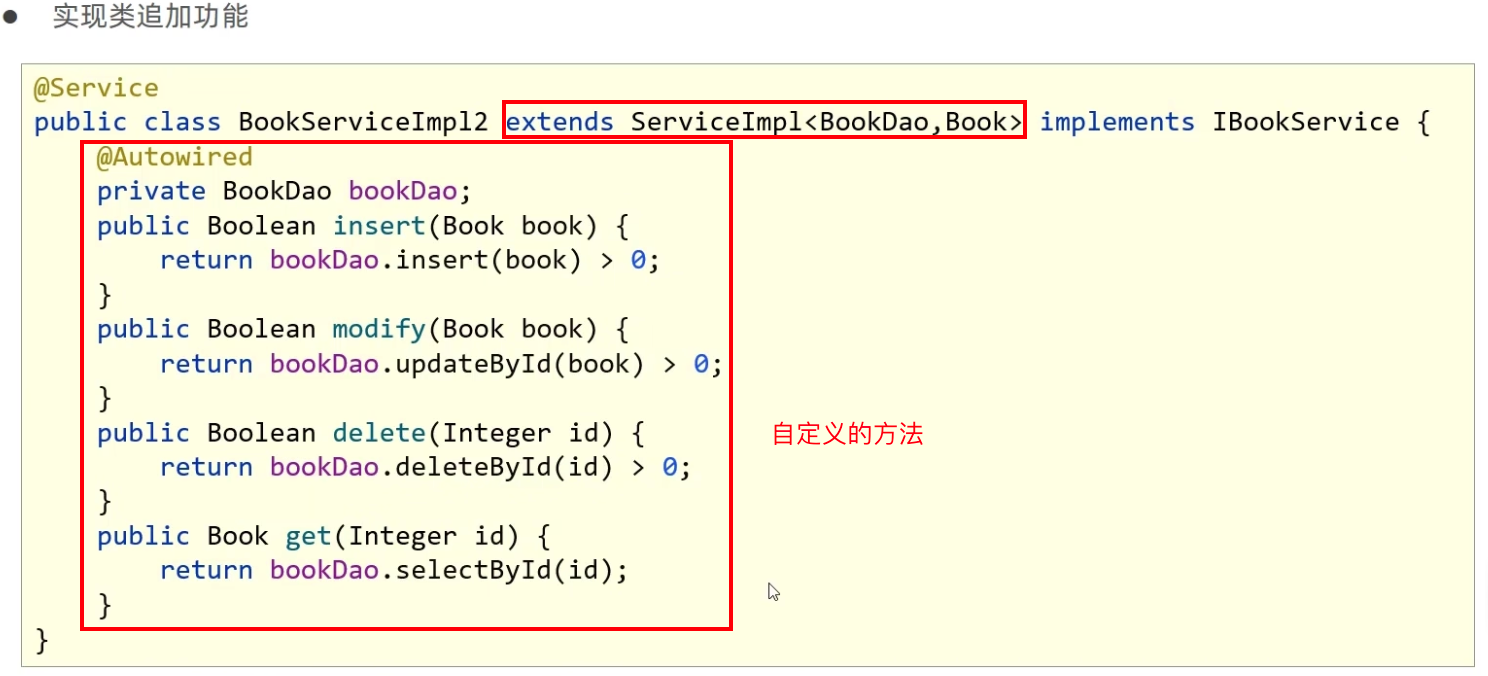 ● 实现类追加功能
@Service
public class BookServiceImpl2 extends ServiceImpl<BookDao,Book> implements IBookService {
@Autowired
private BookDao bookDao;
public Boolean insert(Book book) {
return bookDao.insert(book) > 0;
}
public Boolean modify(Book book) {
return bookDao.updateById(book) > 0;
}
public Boolean delete(Integer id) {
return bookDao.deleteById(id) > 0;
}
自定义的方法
public Book get(Integer id) {
return bookDao.selectById(id);
}
}